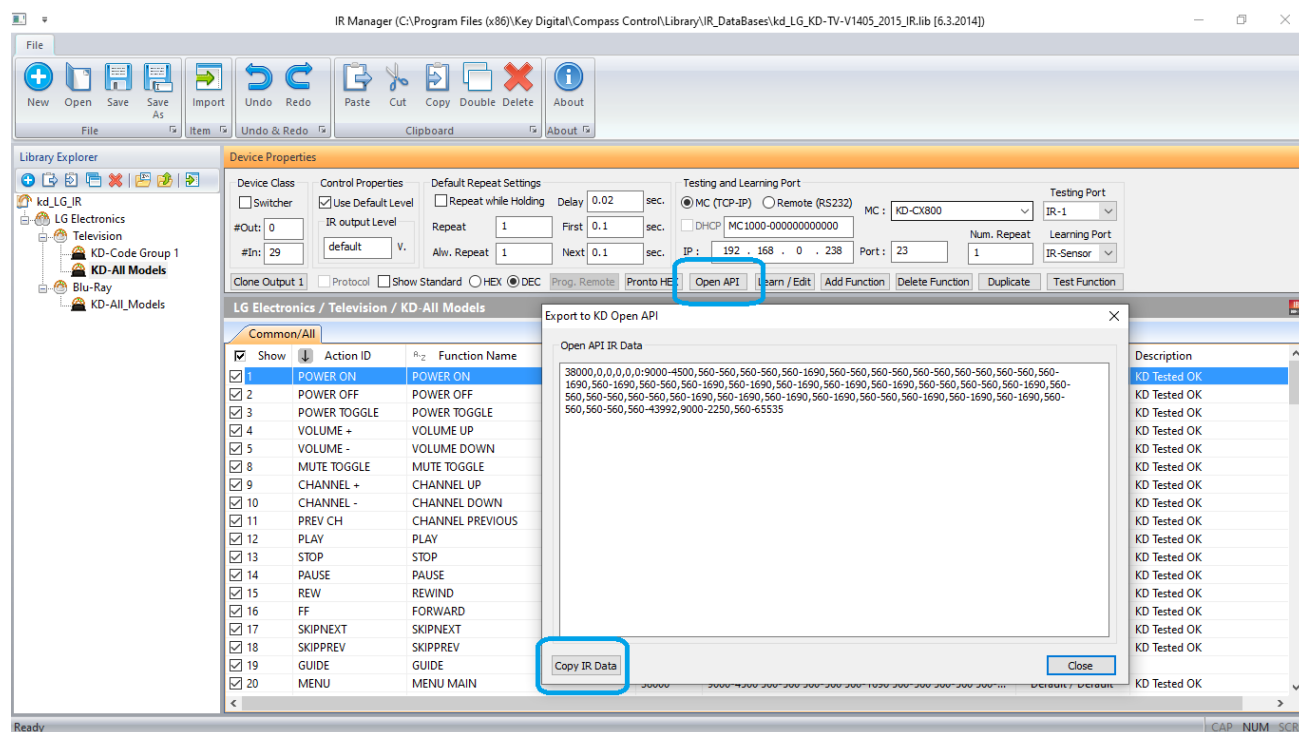 IR Manager (C:\Program Files (x86)\Key Digital\Compass Control\Library\IR_DataBases\kd_LG_KD-TV-V1405_2015_IR.lib [6.3.2014])
File
New Open Save Save As Import Undo Redo Paste Cut Copy Double Delete About
File Item Undo & Redo Clipboard About
Library Explorer
kd_LG_IR
LG Electronics
Television
KD-Code Group 1
KD-All Models
Blu-Ray
KD-All_Models
Device Properties
Device Class Control Properties Default Repeat Settings Testing and Learning Port
Switcher Use Default Level Repeat while Holding Delay 0.02 sec. MC (TCP-IP) Remote (RS232) MC : KD-CX800 Testing Port IR-1
#Out: 0 IR output Level Repeat 1 First 0.1 sec. DHCP MC1000-000000000000 Num. Repeat Learning Port
#In: 29 default V. Alw. Repeat 1 Next 0.1 sec. IP : 192 . 168 . 0 . 238 Port : 23 1 IR-Sensor
Clone Output 1 Protocol Show Standard HEX DEC Prog. Remote Pronto HEX Open API Learn / Edit Add Function Delete Function Duplicate Test Function
LG Electronics / Television / KD-All Models
Common/All
Show Action ID Function Name Description
1 POWER ON POWER ON KD Tested OK
2 POWER OFF POWER OFF KD Tested OK
3 POWER TOGGLE POWER TOGGLE KD Tested OK
4 VOLUME + VOLUME UP KD Tested OK
5 VOLUME - VOLUME DOWN KD Tested OK
8 MUTE TOGGLE MUTE TOGGLE KD Tested OK
9 CHANNEL + CHANNEL UP KD Tested OK
10 CHANNEL - CHANNEL DOWN KD Tested OK
11 PREV CH CHANNEL PREVIOUS KD Tested OK
12 PLAY PLAY KD Tested OK
13 STOP STOP KD Tested OK
14 PAUSE PAUSE KD Tested OK
15 REW REWIND KD Tested OK
16 FF FORWARD KD Tested OK
17 SKIPNEXT SKIPNEXT KD Tested OK
18 SKIPPREV SKIPPREV KD Tested OK
19 GUIDE GUIDE
20 MENU MENU MAIN KD Tested OK
Export to KD Open API
Open API IR Data
38000,0,0,0,0,0:9000-4500,560-560,560-560,560-1690,560-560,560-560,560-560,560-560,560-560,560-
1690,560-1690,560-560,560-1690,560-1690,560-1690,560-1690,560-1690,560-560,560-560,560-560,560-1690,560-
560,560-560,560-560,560-1690,560-1690,560-1690,560-1690,560-560,560-1690,560-1690,560-1690,560-
560,560-560,560-43992,9000-2250,560-65535
Copy IR Data Close
Ready CAP NUM SCR